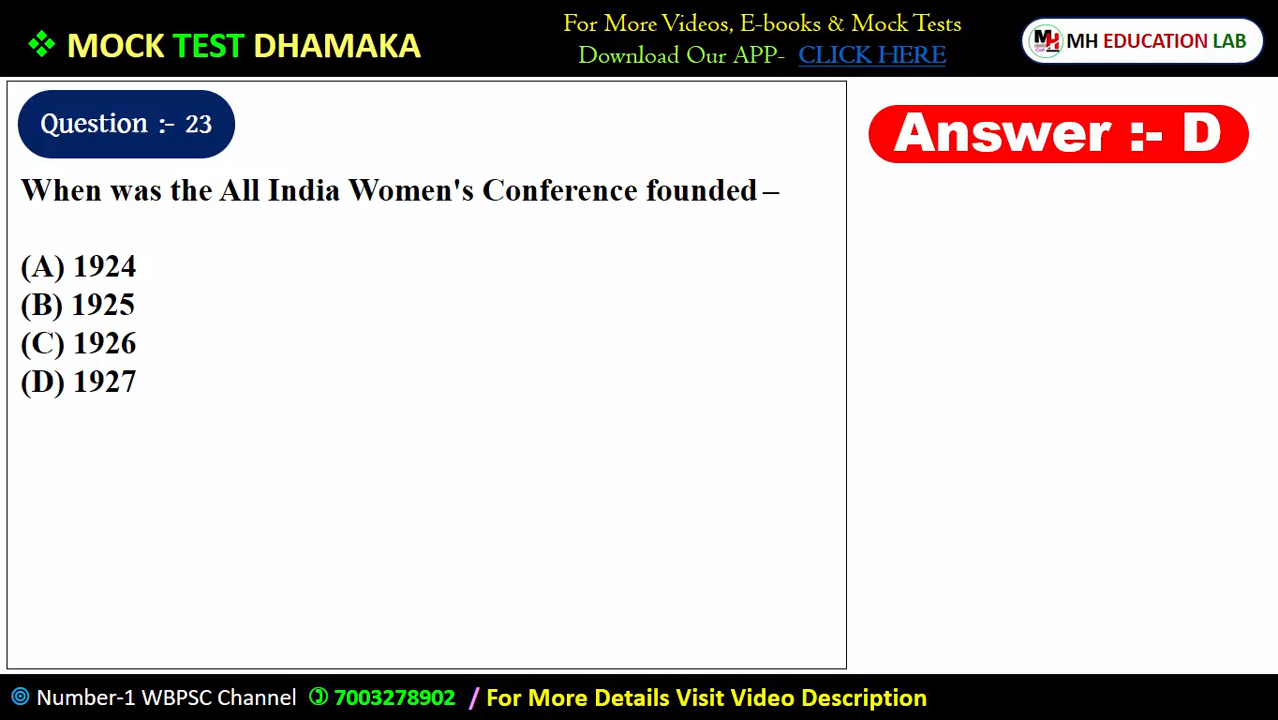 ❖ MOCK TEST DHAMAKA
For More Videos, E-books & Mock Tests
Download Our APP- CLICK HERE
MH EDUCATION LAB
Question :- 23
Answer :- D
When was the All India Women's Conference founded –
(A) 1924
(B) 1925
(C) 1926
(D) 1927
Number-1 WBPSC Channel 7003278902 / For More Details Visit Video Description